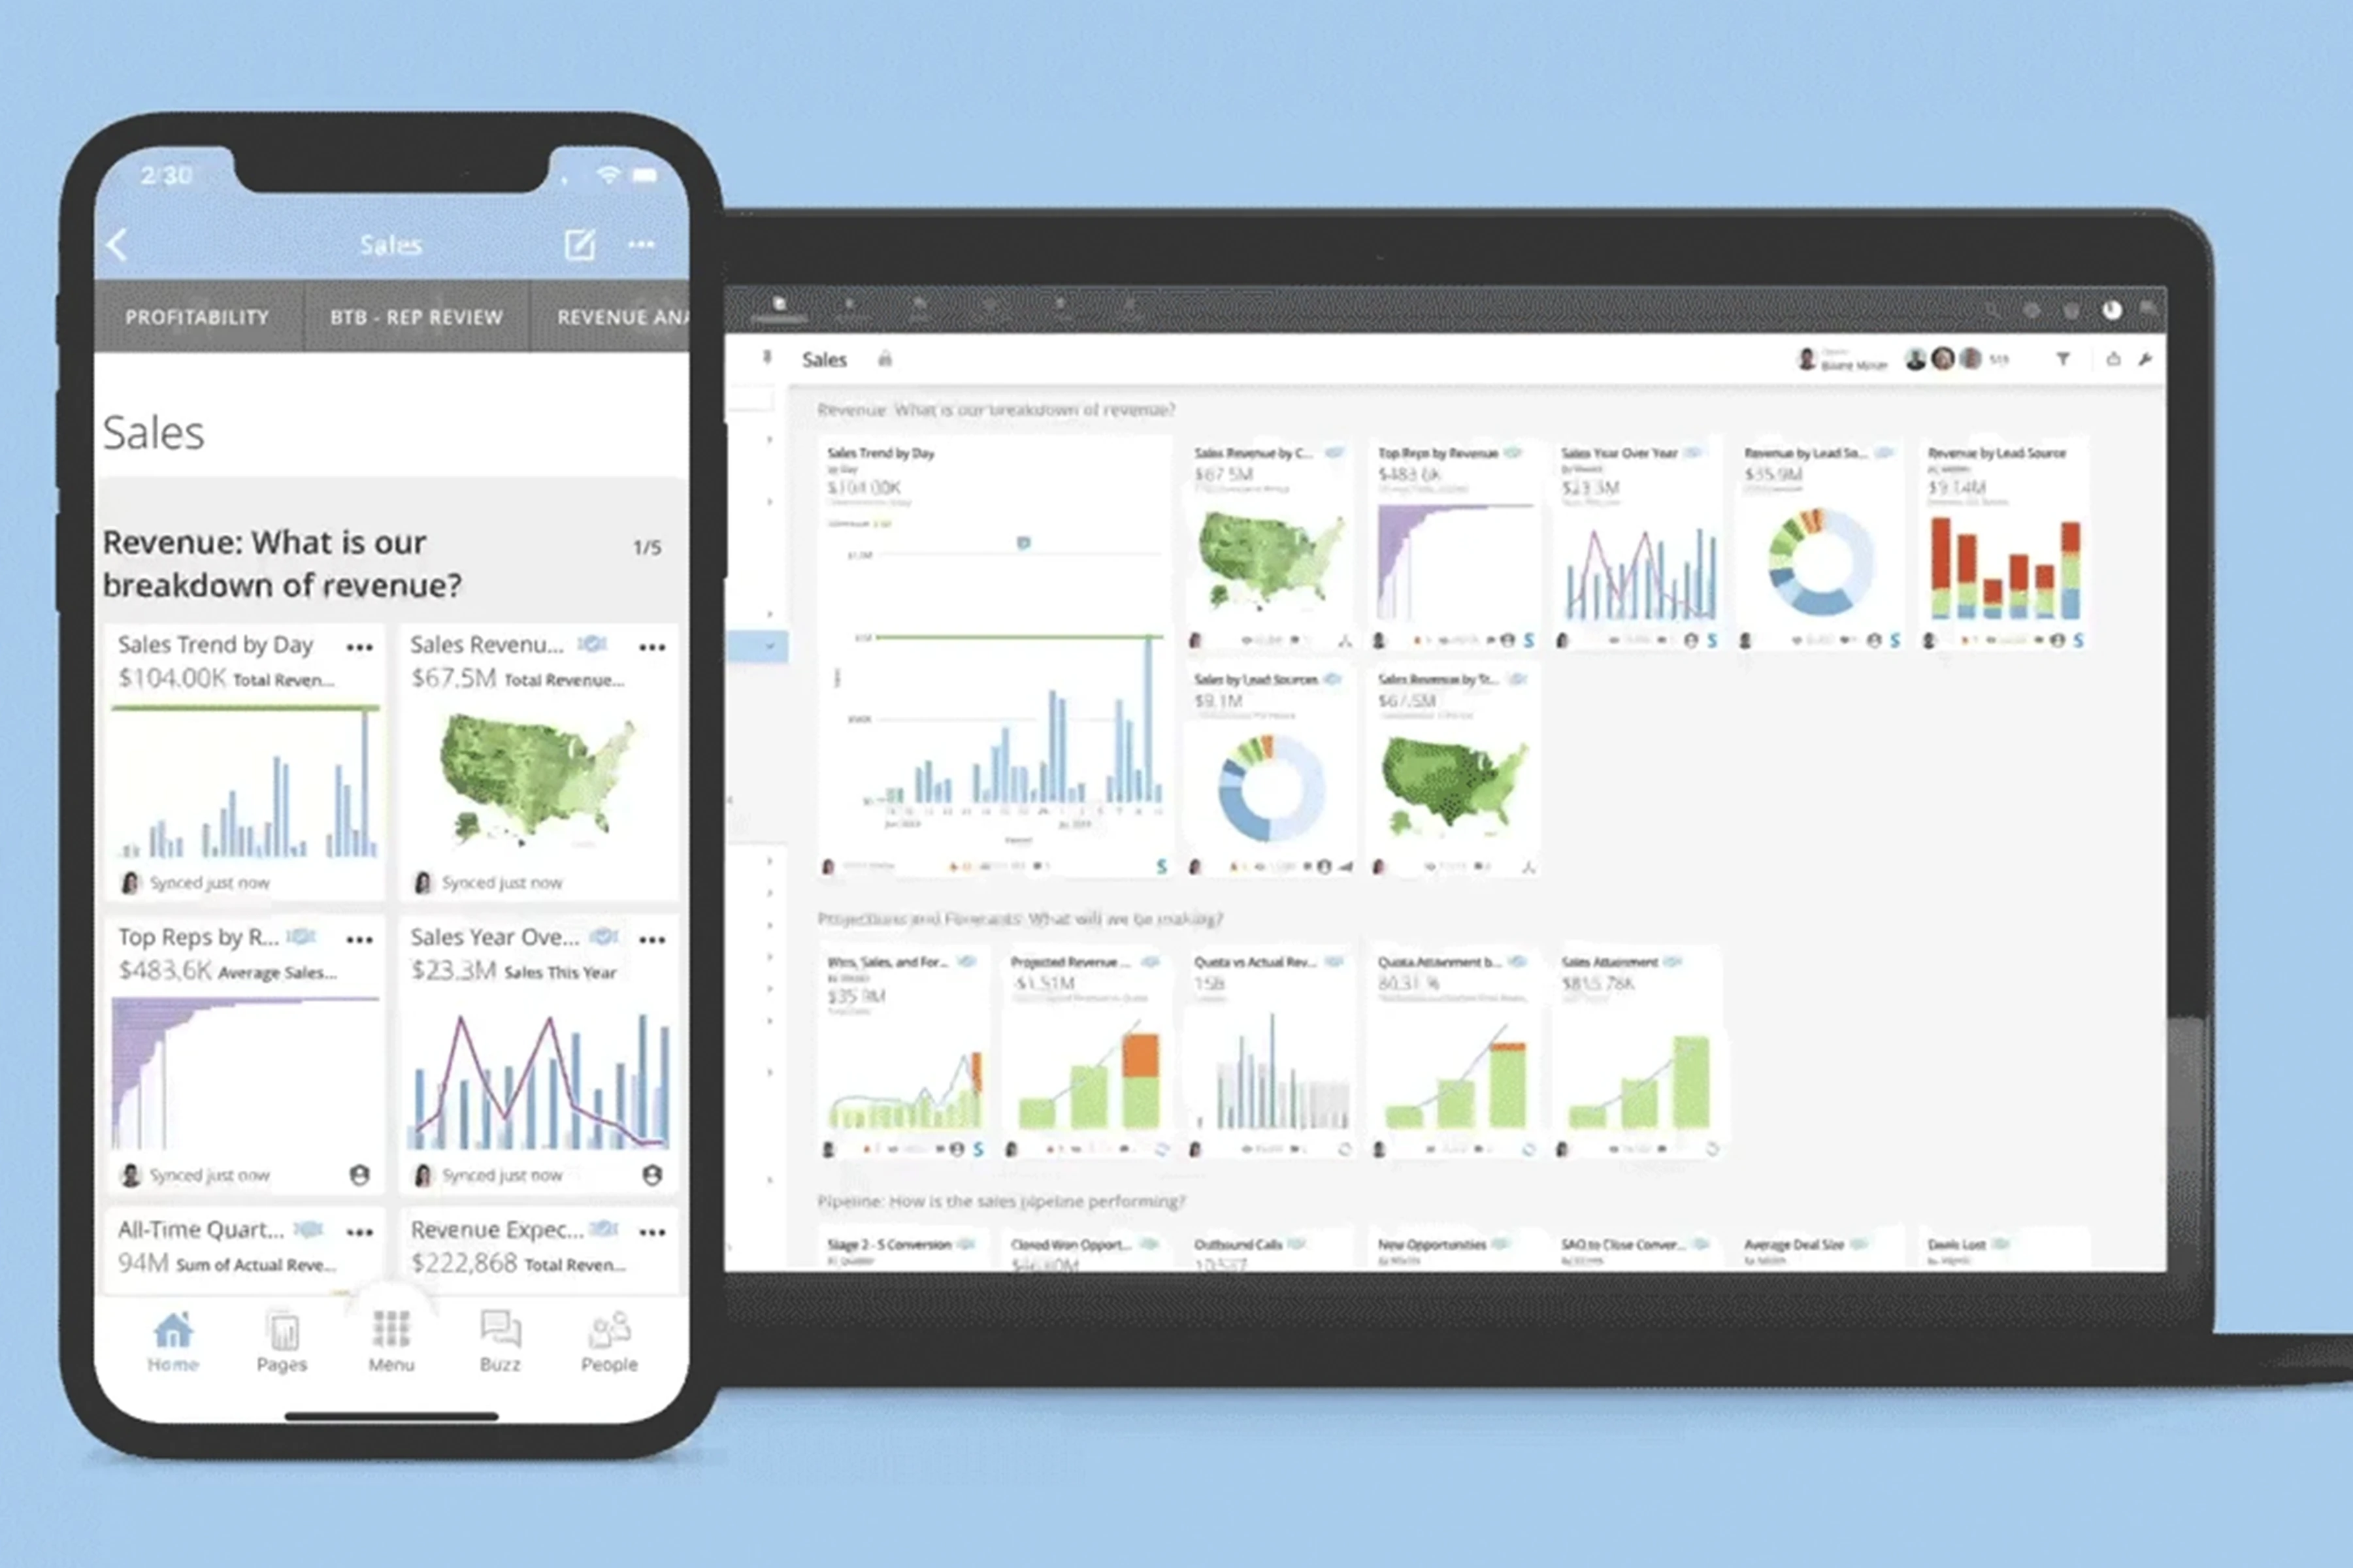 2:30
Sales
PROFITABILITY
BTB - REP REVIEW
REVENUE ANA
Sales
Revenue: What is our
breakdown of revenue?
1/5
Sales Trend by Day
$104.00K Total Reven...
Synced just now
Sales Revenu...
$67.5M Total Revenue...
Synced just now
Top Reps by R...
$483.6K Average Sales...
Synced just now
Sales Year Ove...
$23.3M Sales This Year
Synced just now
All-Time Quart...
94M Sum of Actual Reve...
Revenue Expec...
$222,868 Total Reven...
Home
Pages
Menu
Buzz
People
Sales
Revenue: What is our breakdown of revenue?
Sales Trend by Day
by Day
$104.00K
Sales Revenue by C...
$67.5M
Top Reps by Revenue
$483.6K
Sales Year Over Year
$23.3M
Revenue by Lead So...
$35.9M
Revenue by Lead Source
$9.14M
Sales by Lead Sources
$9.1M
Sales Revenue by St...
$67.5M
Projections and Forecasts: What will we be making?
Wins, Sales, and For...
$35.9M
Projected Revenue ...
-$1.51M
Quota vs Actual Rev...
158
Quota Attainment b...
80.31 %
Sales Attainment
$815.78K
Pipeline: How is the sales pipeline performing?
Stage 2 - 5 Conversion
Closed Won Opport...
Outbound Calls
New Opportunities
SAO to Close Conver...
Average Deal Size
Deals Lost